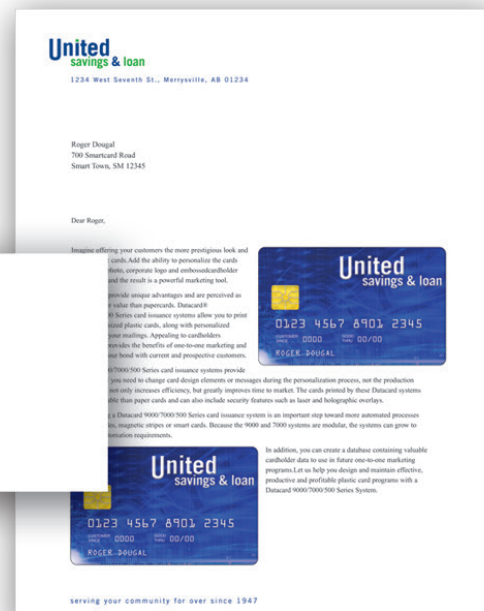 United
savings & loan
1234 West Seventh St., Merrysville, AB 01234
Roger Dougal
700 Smartcard Road
Smart Town, SM 12345
Dear Roger,
Imagine offering your customers the more prestigious look and
cards.Add the ability to personalize the cards
photo, corporate logo and embossedcardholder
and the result is a powerful marketing tool.
provide unique advantages and are perceived as
value than papercards. Datacard®
Series card issuance systems allow you to print
plastic cards, with personalized
your mailings. Appealing to cardholders
provides the benefits of one-to-one marketing and
your bond with current and prospective customers.
/7000/500 Series card issuance systems provide
you need to change card design elements or messages during the personalization process, not the production
not only increases efficiency, but greatly improves time to market. The cards printed by these Datacard systems
than paper cards and can also include security features such as laser and holographic overlays.
a Datacard 9000/7000/500 Series card issuance system is an important step toward more automated processes
magnetic stripes or smart cards. Because the 9000 and 7000 systems are modular, the systems can grow to
requirements.
United
savings & loan
0123 4567 8901 2345
CUSTOMER SINCE 0000 GOOD THRU 00/00
ROGER DOUGAL
In addition, you can create a database containing valuable
cardholder data to use in future one-to-one marketing
programs.Let us help you design and maintain effective,
productive and profitable plastic card programs with a
Datacard 9000/7000/500 Series System.
United
savings & loan
0123 4567 8901 2345
CUSTOMER SINCE 0000 GOOD THRU 00/00
ROGER DOUGAL
serving your community for over since 1947